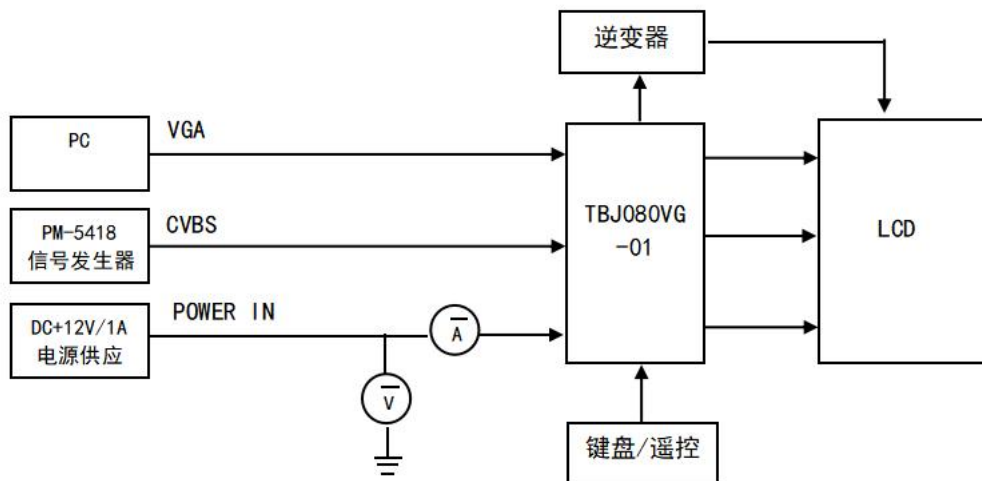 逆变器
PC
VGA
TBJ080VG
-01
LCD
PM-5418
信号发生器
CVBS
DC+12V/1A
电源供应
POWER IN
A
V
键盘/遥控